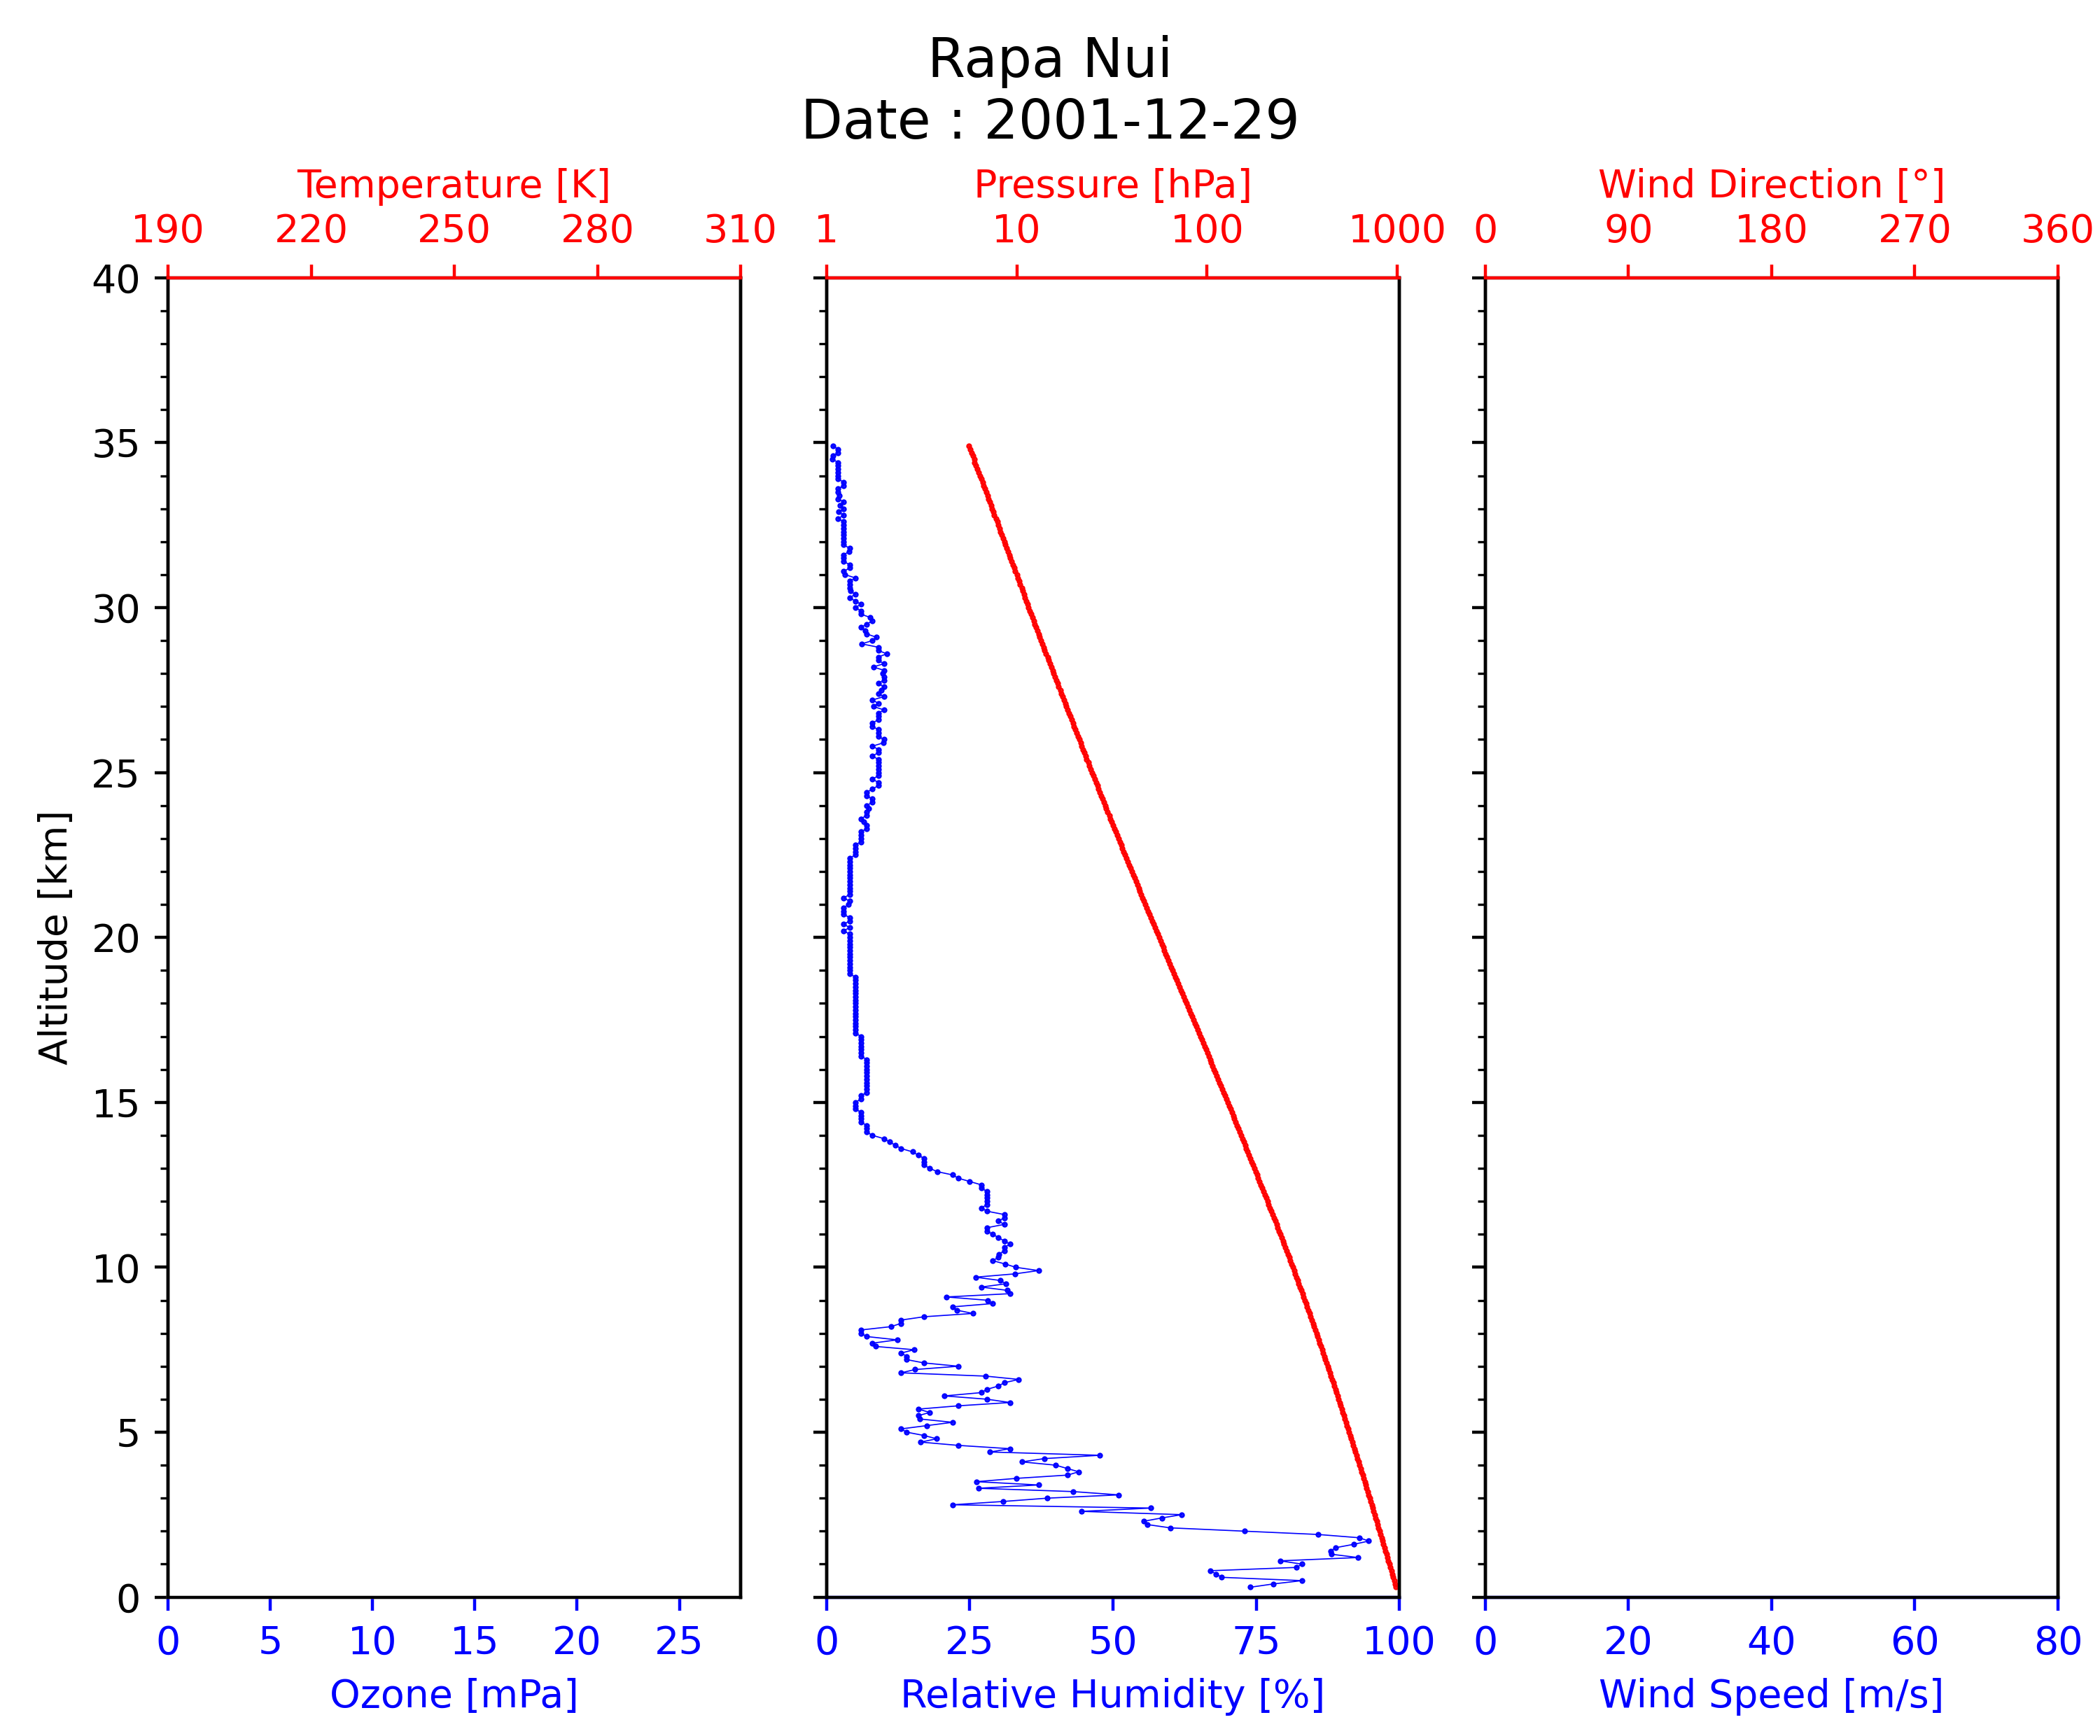 Rapa Nui
Date : 2001-12-29
Temperature [K]
190 220 250 280 310
Pressure [hPa]
1 10 100 1000
Wind Direction [°]
0 90 180 270 360
Altitude [km]
40
35
30
25
20
15
10
5
0
0 5 10 15 20 25
Ozone [mPa]
0 25 50 75 100
Relative Humidity [%]
0 20 40 60 80
Wind Speed [m/s]